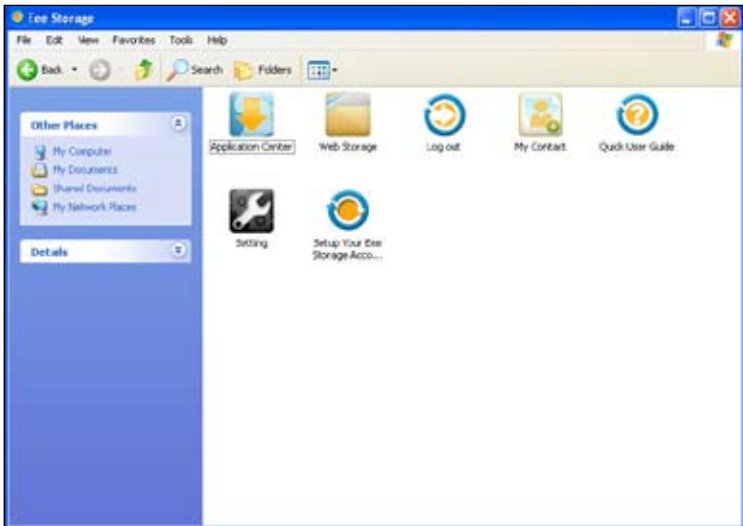 Eee Storage
File Edit View Favorites Tools Help
Back Search Folders
Other Places
My Computer
My Documents
Shared Documents
My Network Places
Details
Application Center Web Storage Log out My Contact Quick User Guide
Setting Setup Your Eee
Storage Acco...